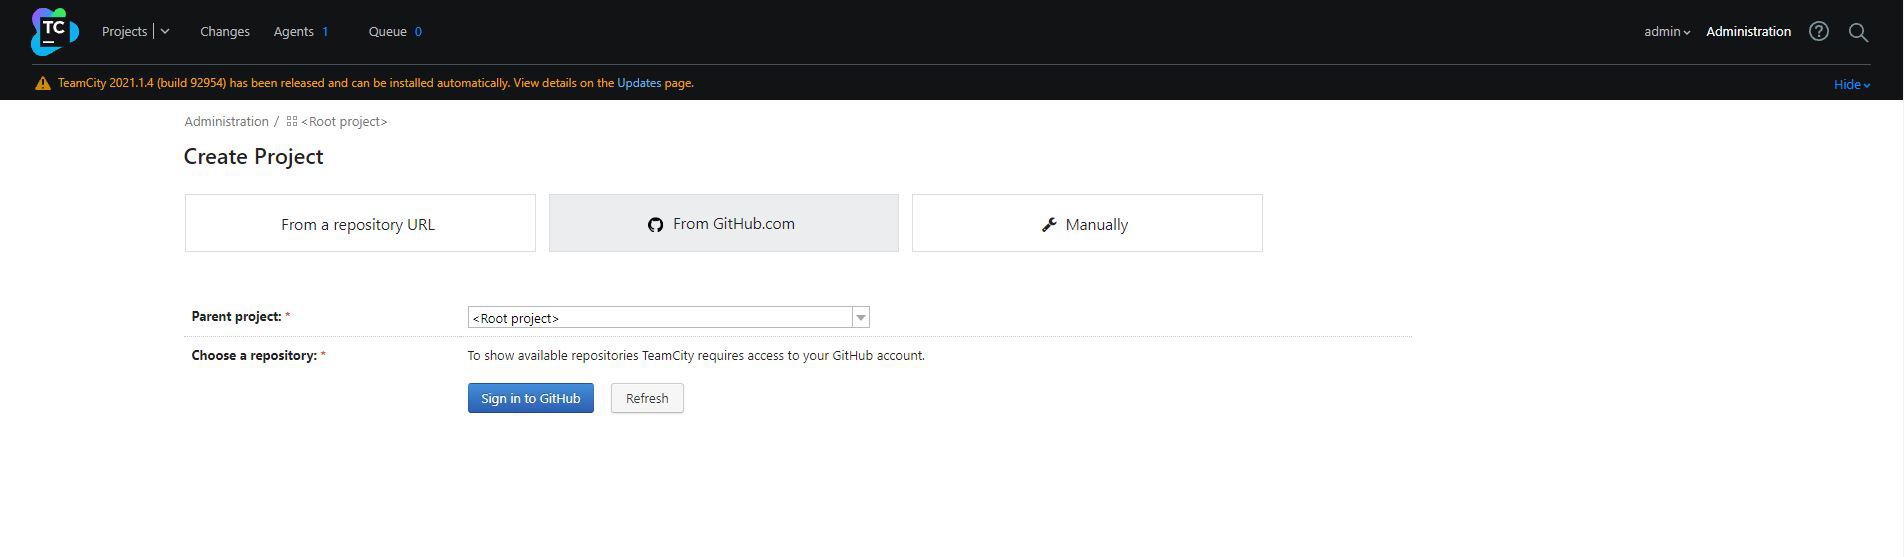 TC
Projects
Changes
Agents 1
Queue 0
admin
Administration
TeamCity 2021.1.4 (build 92954) has been released and can be installed automatically. View details on the Updates page.
Hide
Administration / <Root project>
Create Project
From a repository URL
From GitHub.com
Manually
Parent project: *
<Root project>
Choose a repository: *
To show available repositories TeamCity requires access to your GitHub account.
Sign in to GitHub
Refresh